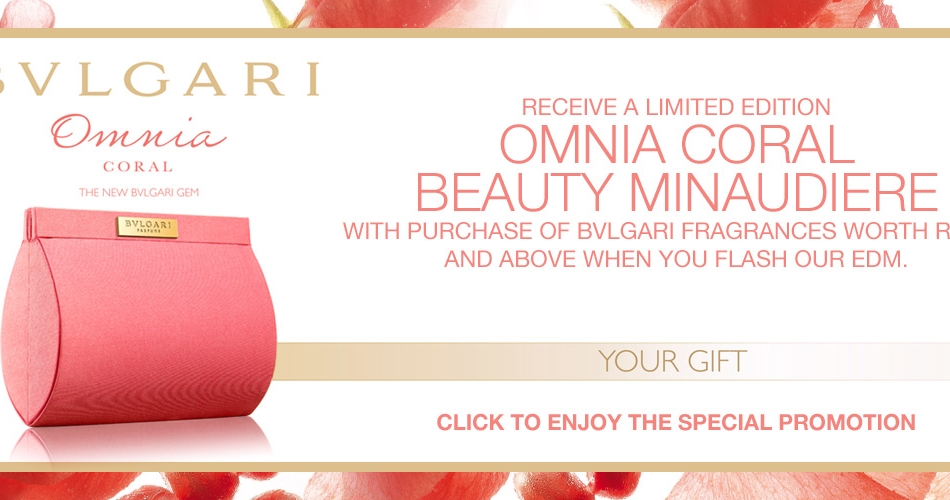 BVLGARI
Omnia
CORAL
THE NEW BVLGARI GEM
BVLGARI
PARFUMS
RECEIVE A LIMITED EDITION
OMNIA CORAL
BEAUTY MINAUDIERE
WITH PURCHASE OF BVLGARI FRAGRANCES WORTH R
AND ABOVE WHEN YOU FLASH OUR EDM.
YOUR GIFT
CLICK TO ENJOY THE SPECIAL PROMOTION